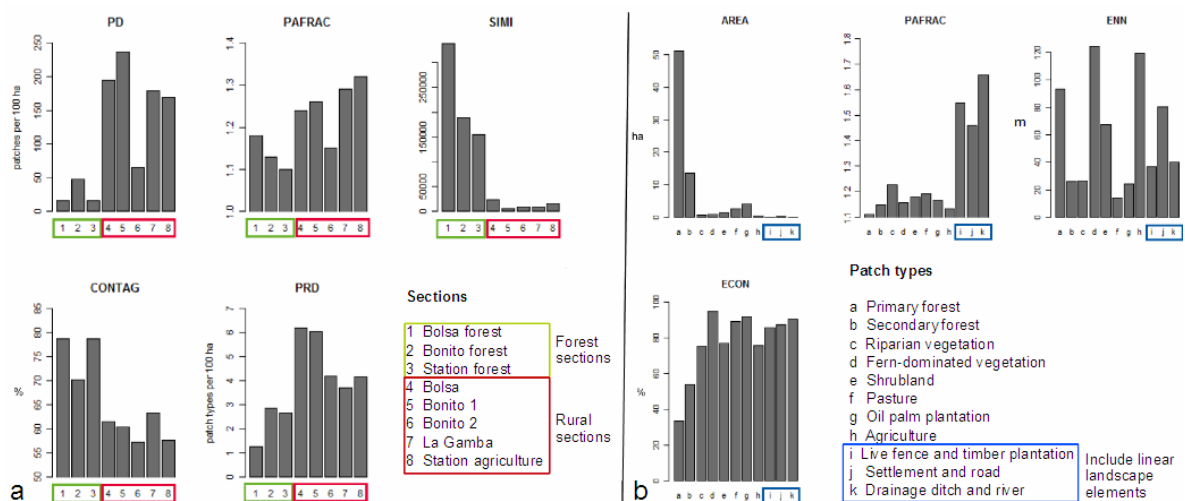 PD
patches per 100 ha
0 50 100 150 200 250
1 2 3 4 5 6 7 8
PAFRAC
1.0 1.1 1.2 1.3 1.4
1 2 3 4 5 6 7 8
SIMI
0 50000 150000 250000
1 2 3 4 5 6 7 8
CONTAG
%
50 55 60 65 70 75 80 85
1 2 3 4 5 6 7 8
PRD
patch types per 100 ha
0 1 2 3 4 5 6 7
1 2 3 4 5 6 7 8
Sections
1 Bolsa forest
2 Bonito forest
3 Station forest
Forest
sections
4 Bolsa
5 Bonito 1
6 Bonito 2
7 La Gamba
8 Station agriculture
Rural
sections
a
AREA
ha
0 10 20 30 40 50
a b c d e f g h i j k
PAFRAC
1.1 1.2 1.3 1.4 1.5 1.6 1.7 1.8
a b c d e f g h i j k
ENN
m
0 20 40 60 80 100 120
a b c d e f g h i j k
ECON
%
0 20 40 60 80 100
a b c d e f g h i j k
Patch types
a Primary forest
b Secondary forest
c Riparian vegetation
d Fern-dominated vegetation
e Shrubland
f Pasture
g Oil palm plantation
h Agriculture
i Live fence and timber plantation
j Settlement and road
k Drainage ditch and river
Include linear
landscape
elements
b